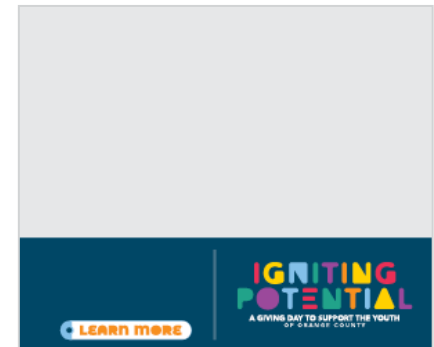 LEARN MORE
IGNITING
POTENTIAL
A GIVING DAY TO SUPPORT THE YOUTH
OF ORANGE COUNTY